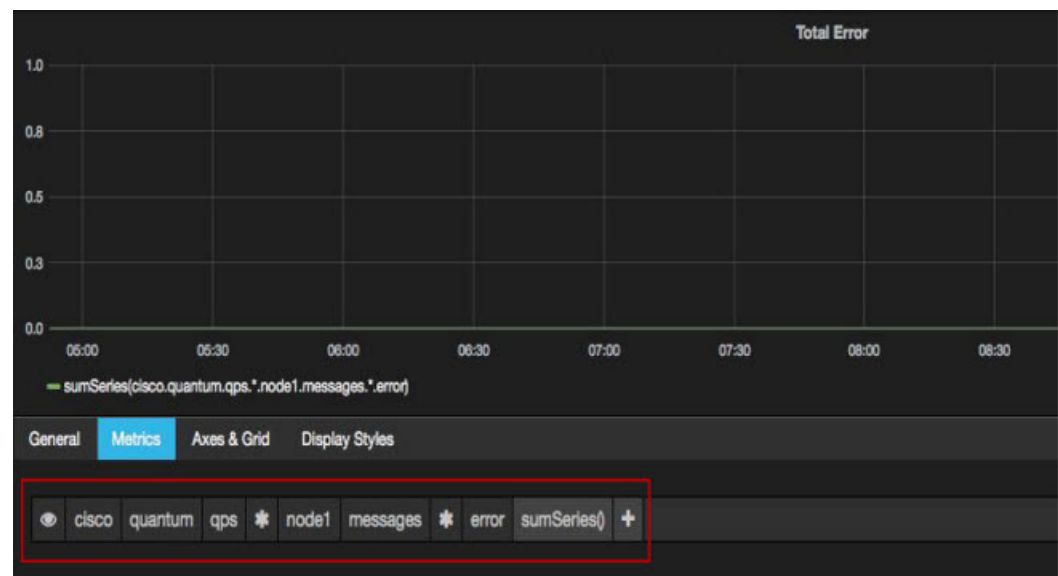 Total Error
1.0
0.8
0.5
0.3
0.0
05:00 05:30 06:00 06:30 07:00 07:30 08:00 08:30
sumSeries(cisco.quantum.qps.*.node1.messages.*.error)
General Metrics Axes & Grid Display Styles
cisco quantum qps * node1 messages * error sumSeries() +